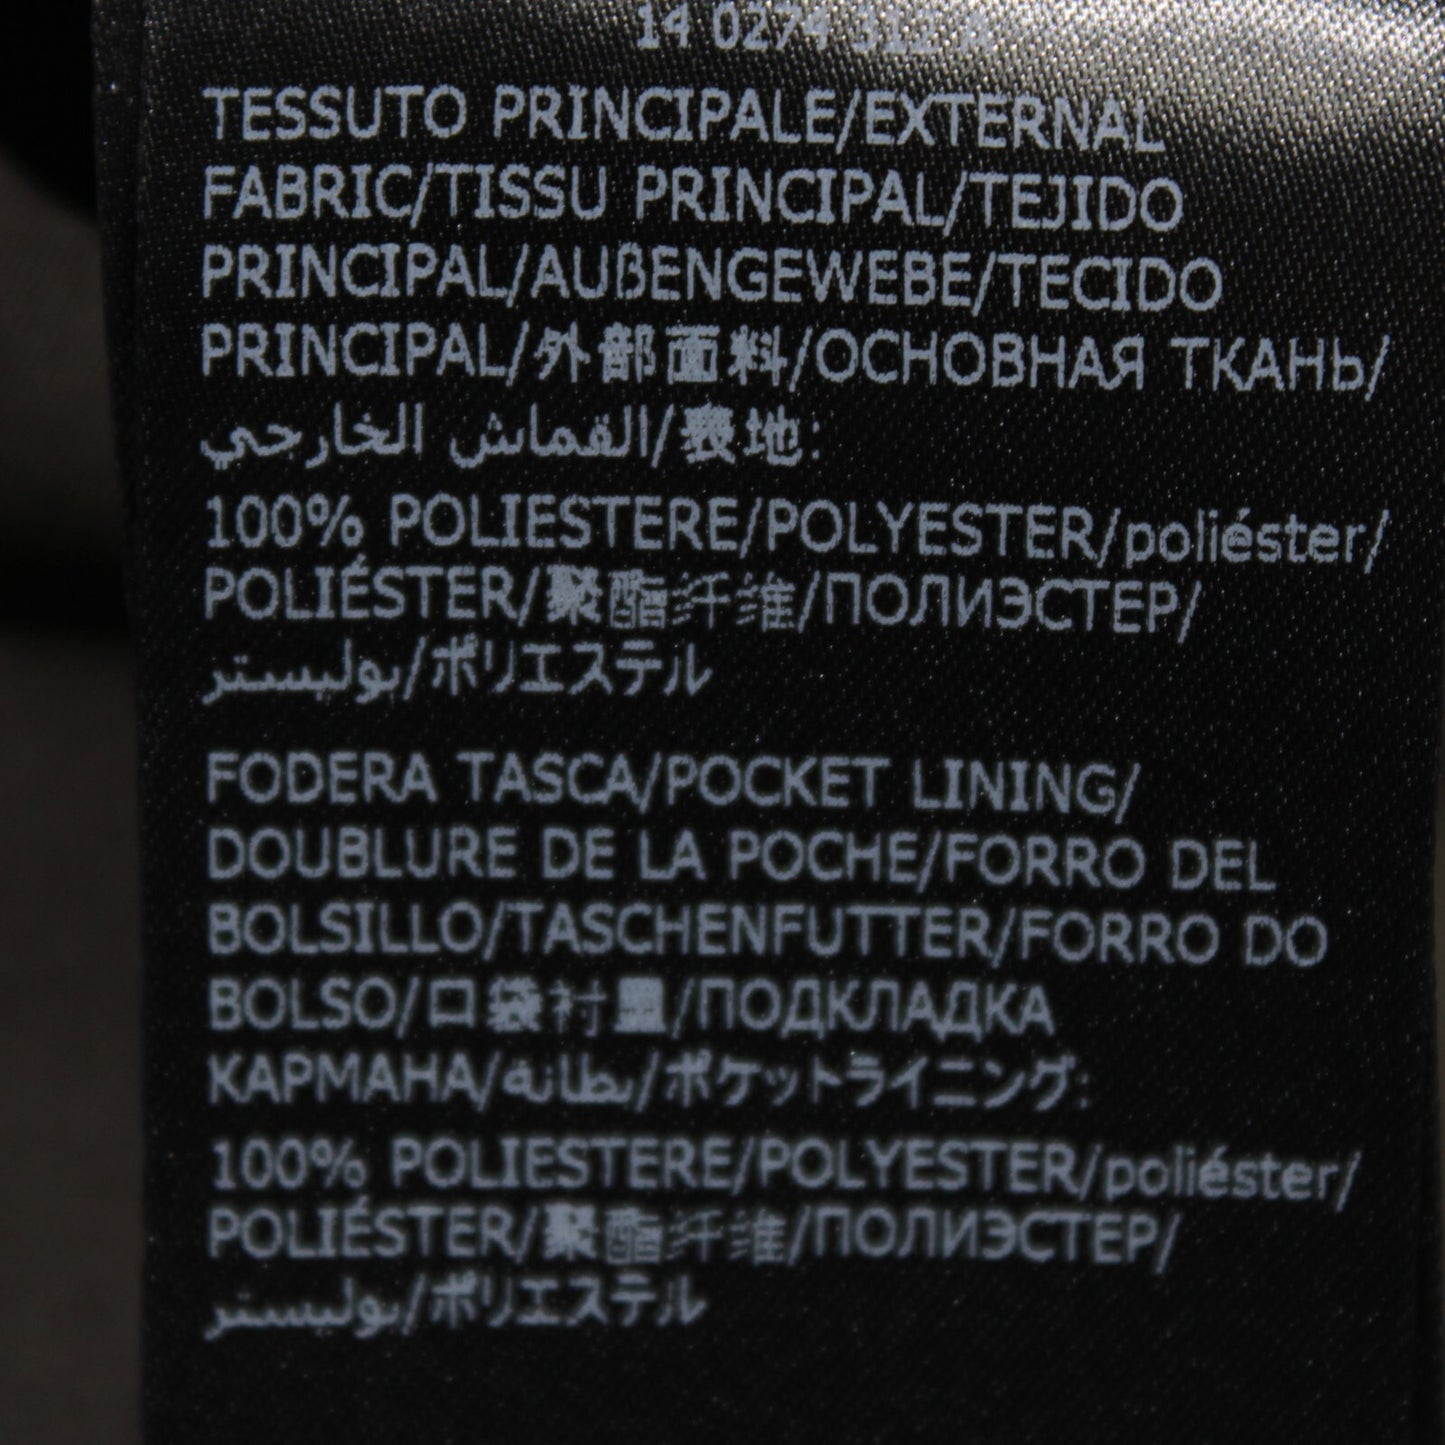 14 0274 312 A
TESSUTO PRINCIPALE/EXTERNAL
FABRIC/TISSU PRINCIPAL/TEJIDO
PRINCIPAL/AUßENGEWEBE/TECIDO
PRINCIPAL/外部面料/ОСНОВНАЯ ТКАНЬ/
القماش الخارجي/表地:
100% POLIESTERE/POLYESTER/poliéster/
POLIÉSTER/聚酯纤维/ПОЛИЭСТЕР/
بوليستر/ポリエステル
FODERA TASCA/POCKET LINING/
DOUBLURE DE LA POCHE/FORRO DEL
BOLSILLO/TASCHENFUTTER/FORRO DO
BOLSO/口袋衬里/ПОДКЛАДКА
КАРМАНА/بطانة/ポケットライニング:
100% POLIESTERE/POLYESTER/poliéster/
POLIÉSTER/聚酯纤维/ПОЛИЭСТЕР/
بوليستر/ポリエステル